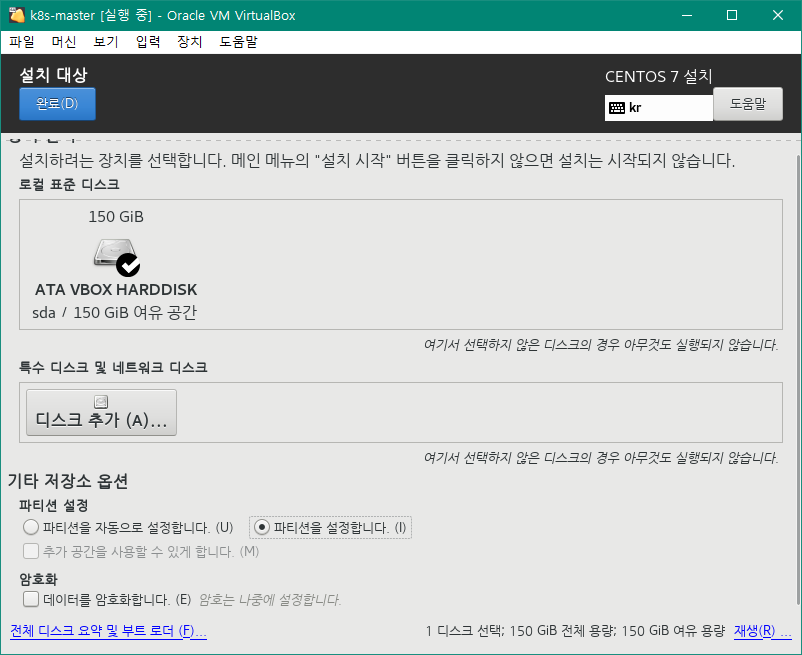 k8s-master [실행 중] - Oracle VM VirtualBox
파일 머신 보기 입력 장치 도움말
설치 대상
CENTOS 7 설치
완료(D)
kr
도움말
설치하려는 장치를 선택합니다. 메인 메뉴의 "설치 시작" 버튼을 클릭하지 않으면 설치는 시작되지 않습니다.
로컬 표준 디스크
150 GiB
ATA VBOX HARDDISK
sda / 150 GiB 여유 공간
여기서 선택하지 않은 디스크의 경우 아무것도 실행되지 않습니다.
특수 디스크 및 네트워크 디스크
디스크 추가 (A)...
여기서 선택하지 않은 디스크의 경우 아무것도 실행되지 않습니다.
기타 저장소 옵션
파티션 설정
파티션을 자동으로 설정합니다. (U) 파티션을 설정합니다. (I)
추가 공간을 사용할 수 있게 합니다. (M)
암호화
데이터를 암호화합니다. (E) 암호는 나중에 설정합니다.
전체 디스크 요약 및 부트 로더 (F)... 1 디스크 선택; 150 GiB 전체 용량; 150 GiB 여유 용량 재생(R) ...